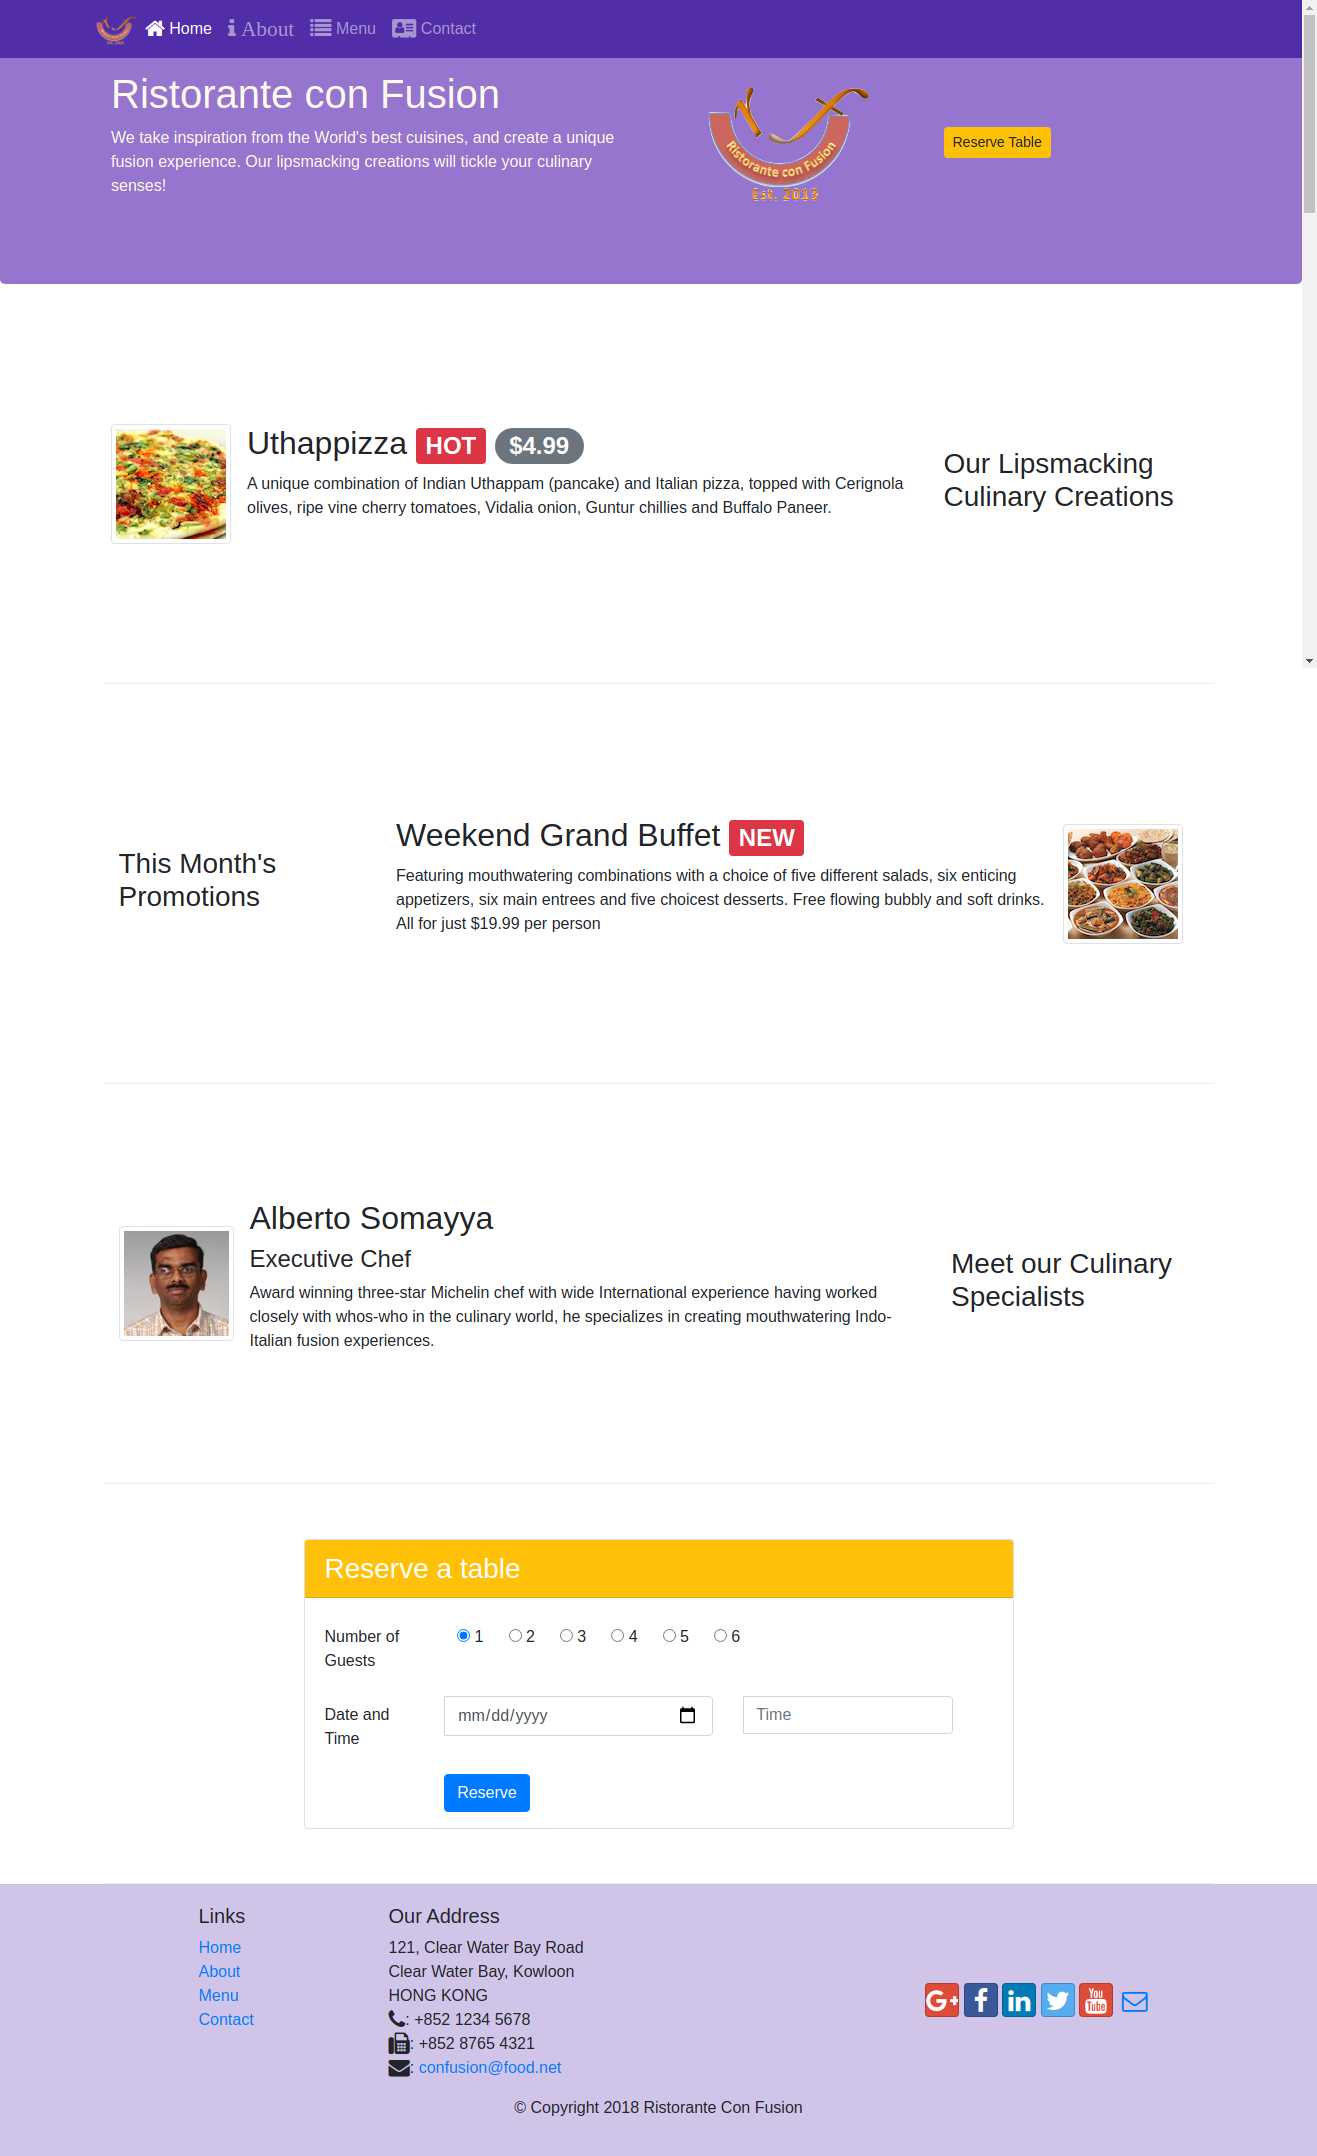 Home About Menu Contact
Ristorante con Fusion
We take inspiration from the World's best cuisines, and create a unique
fusion experience. Our lipsmacking creations will tickle your culinary
senses!
Ristorante con Fusion
Est. 2013
Reserve Table
Uthappizza HOT $4.99
A unique combination of Indian Uthappam (pancake) and Italian pizza, topped with Cerignola
olives, ripe vine cherry tomatoes, Vidalia onion, Guntur chillies and Buffalo Paneer.
Our Lipsmacking
Culinary Creations
This Month's
Promotions
Weekend Grand Buffet NEW
Featuring mouthwatering combinations with a choice of five different salads, six enticing
appetizers, six main entrees and five choicest desserts. Free flowing bubbly and soft drinks.
All for just $19.99 per person
Alberto Somayya
Executive Chef
Award winning three-star Michelin chef with wide International experience having worked
closely with whos-who in the culinary world, he specializes in creating mouthwatering Indo-
Italian fusion experiences.
Meet our Culinary
Specialists
Reserve a table
Number of
Guests
1 2 3 4 5 6
Date and
Time
mm/dd/yyyy
Time
Reserve
Links
Home
About
Menu
Contact
Our Address
121, Clear Water Bay Road
Clear Water Bay, Kowloon
HONG KONG
: +852 1234 5678
: +852 8765 4321
: confusion@food.net
G+ f in You Tube
© Copyright 2018 Ristorante Con Fusion